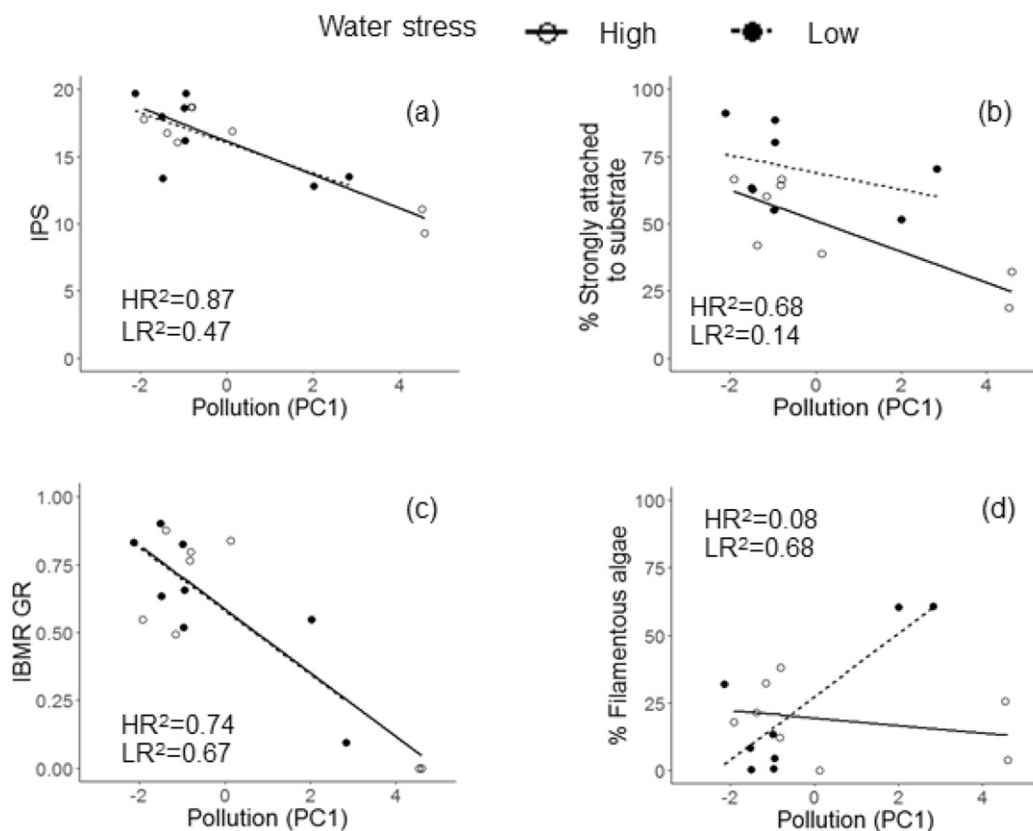 Water stress High Low
(a)
20
15
10
5
0
IPS
HR²=0.87
LR²=0.47
-2 0 2 4
Pollution (PC1)
(b)
100
75
50
25
0
% Strongly attached
to substrate
HR²=0.68
LR²=0.14
-2 0 2 4
Pollution (PC1)
(c)
1.00
0.75
0.50
0.25
0.00
IBMR GR
HR²=0.74
LR²=0.67
-2 0 2 4
Pollution (PC1)
(d)
100
75
50
25
0
% Filamentous algae
HR²=0.08
LR²=0.68
-2 0 2 4
Pollution (PC1)